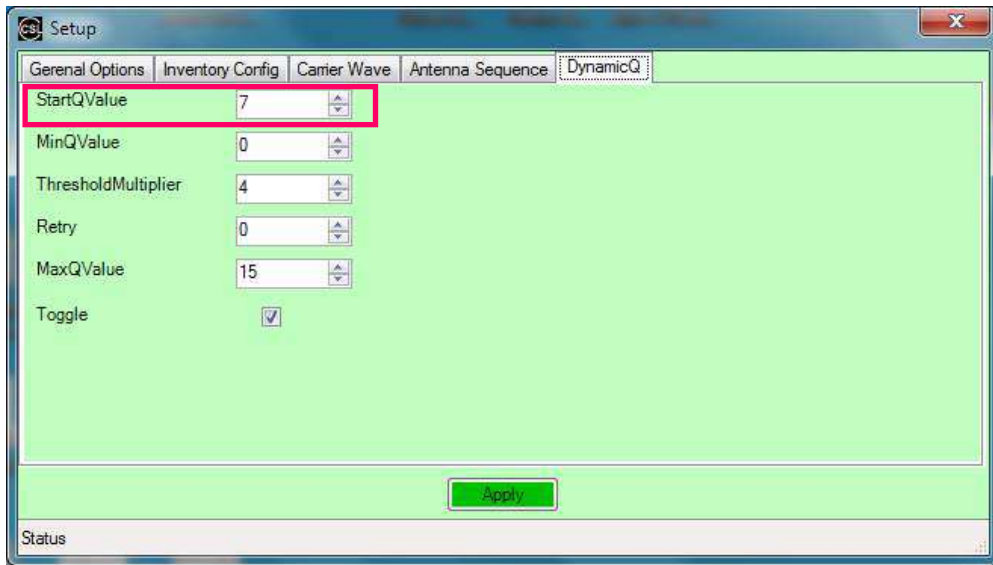 CSL Setup
Gerenal Options Inventory Config Carrier Wave Antenna Sequence DynamicQ
StartQValue 7
MinQValue 0
ThresholdMultiplier 4
Retry 0
MaxQValue 15
Toggle
Apply
Status